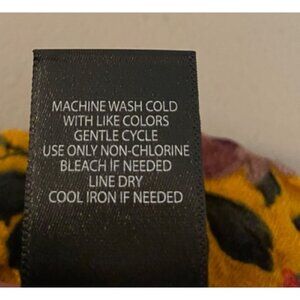 MACHINE WASH COLD
WITH LIKE COLORS
GENTLE CYCLE
USE ONLY NON-CHLORINE
BLEACH IF NEEDED
LINE DRY
COOL IRON IF NEEDED